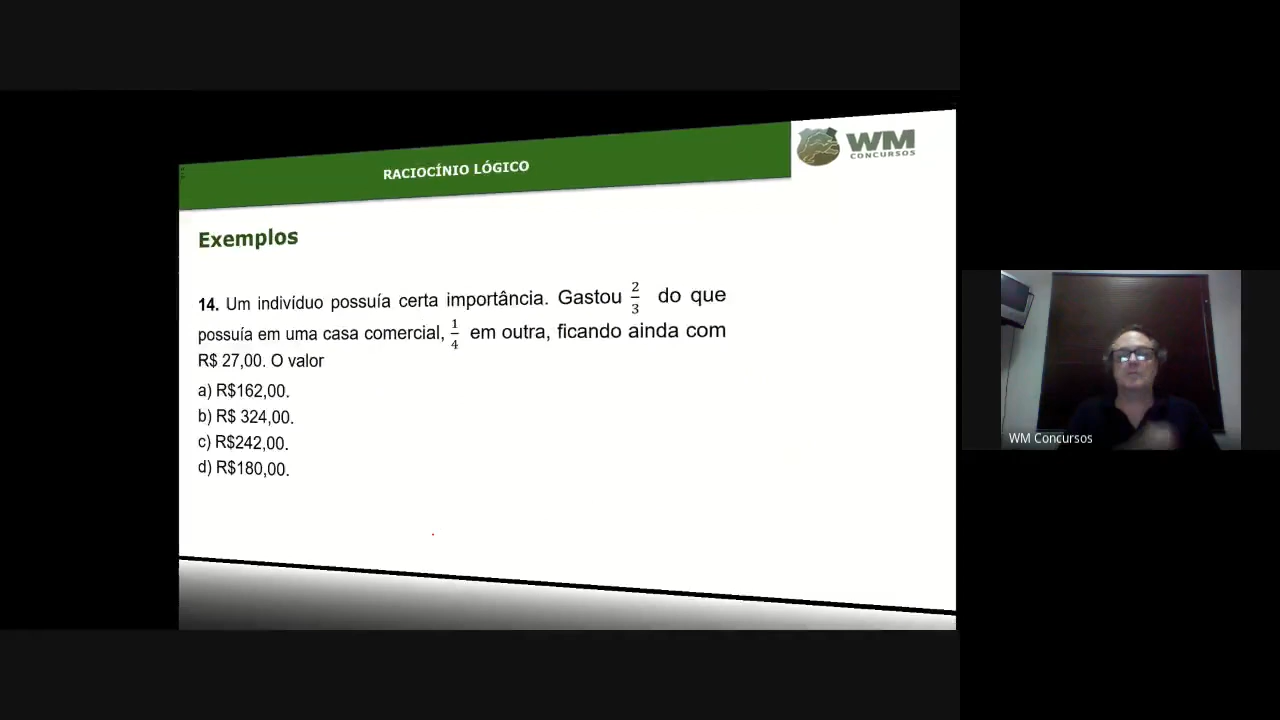 RACIOCÍNIO LÓGICO
WM
CONCURSOS
Exemplos
14. Um indivíduo possuía certa importância. Gastou 2/3 do que
possuía em uma casa comercial, 1/4 em outra, ficando ainda com
R$ 27,00. O valor
a) R$162,00.
b) R$ 324,00.
c) R$242,00.
d) R$180,00.
WM Concursos